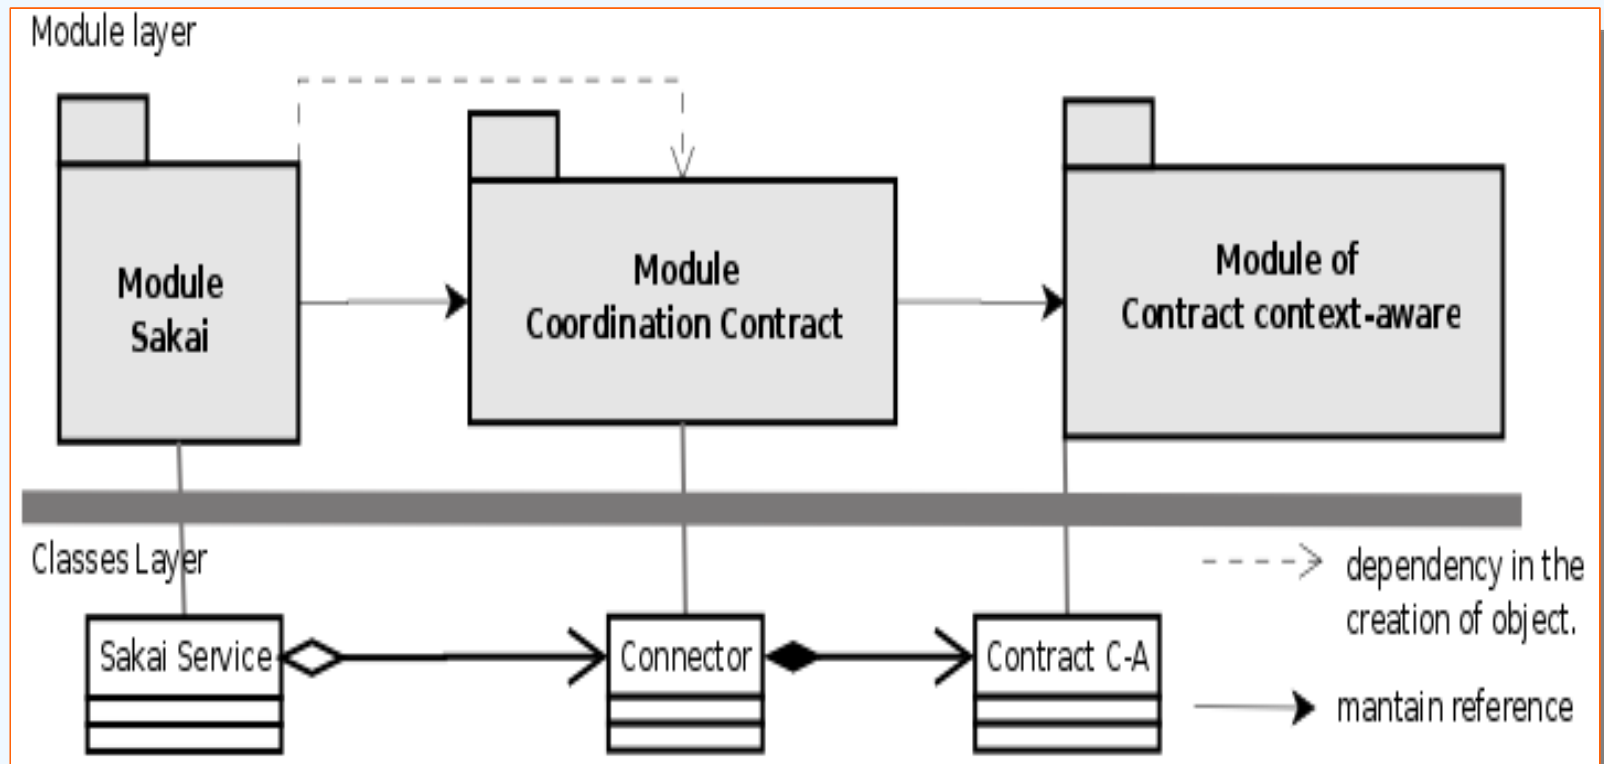 Module layer
Module
Sakai
Module
Coordination Contract
Module of
Contract context-aware
Classes Layer
dependency in the
creation of object.
Sakai Service
Connector
Contract C-A
mantain reference